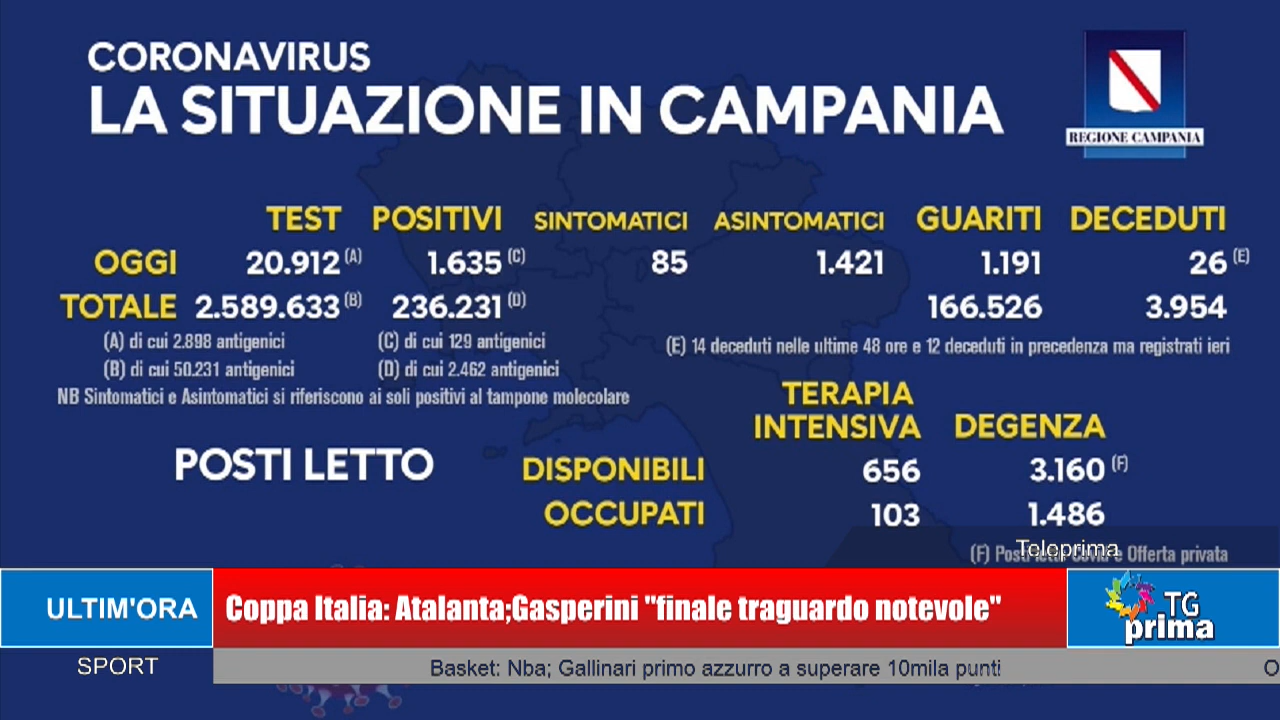 CORONAVIRUS
LA SITUAZIONE IN CAMPANIA
REGIONE CAMPANIA
TEST POSITIVI SINTOMATICI ASINTOMATICI GUARITI DECEDUTI
OGGI 20.912 (A) 1.635 (C) 85 1.421 1.191 26 (E)
TOTALE 2.589.633 (B) 236.231 (D) 166.526 3.954
(A) di cui 2.898 antigenici (C) di cui 129 antigenici (E) 14 deceduti nelle ultime 48 ore e 12 deceduti in precedenza ma registrati ieri
(B) di cui 50.231 antigenici (D) di cui 2.462 antigenici
NB Sintomatici e Asintomatici si riferiscono ai soli positivi al tampone molecolare
TERAPIA
INTENSIVA DEGENZA
POSTI LETTO DISPONIBILI 656 3.160 (F)
OCCUPATI 103 1.486
Teleprima
(F) Posti letto Covid e Offerta privata
ULTIM'ORA Coppa Italia: Atalanta;Gasperini "finale traguardo notevole" TG
prima
SPORT Basket: Nba; Gallinari primo azzurro a superare 10mila punti O